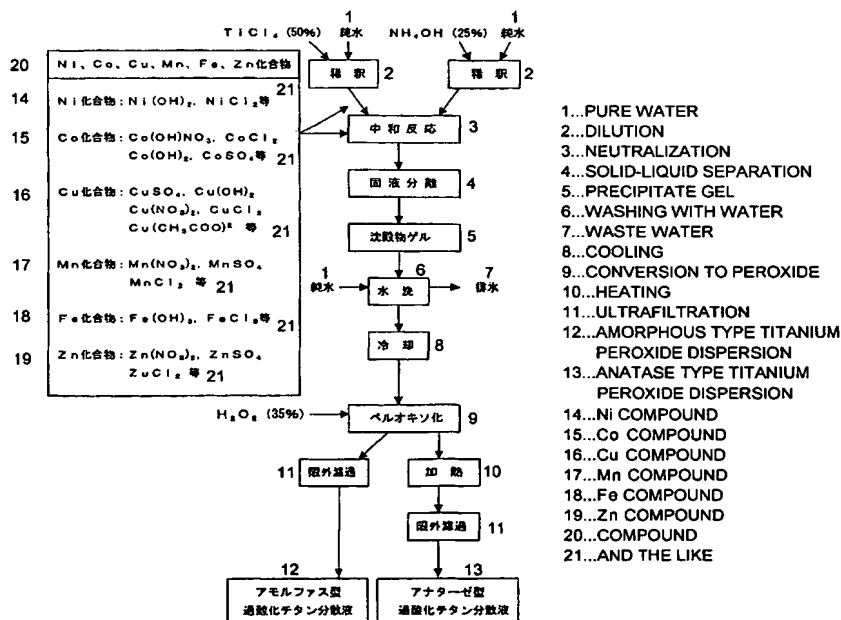 1 1
TiCl₄ (50%) 純水 NH₄OH (25%) 純水
20 Ni、Co、Cu、Mn、Fe、Zn化合物
稀釈 2 稀釈 2
21
14 Ni化合物：Ni(OH)₂, NiCl₂等
中和反応 3
15 Co化合物：Co(OH)NO₃, CoCl₂
Co(OH)₂, CoSO₄等 21
固液分離 4
16 Cu化合物：CuSO₄, Cu(OH)₂
Cu(NO₃)₂, CuCl₂
Cu(CH₃COO)² 等 21
沈殿物ゲル 5
17 Mn化合物：Mn(NO₃)₂, MnSO₄
MnCl₂ 等 21
1 6 7
純水 水洗 排水
18 Fe化合物：Fe(OH)₃, FeCl₃等 21
冷却 8
19 Zn化合物：Zn(NO₃)₂, ZnSO₄
ZuCl₂ 等 21
H₂O₂ (35%) ペルオキソ化 9
11 限外濾過 加熱 10
限外濾過 11
12 13
アモルファス型 アナターゼ型
過酸化チタン分散液 過酸化チタン分散液
1...PURE WATER
2...DILUTION
3...NEUTRALIZATION
4...SOLID-LIQUID SEPARATION
5...PRECIPITATE GEL
6...WASHING WITH WATER
7...WASTE WATER
8...COOLING
9...CONVERSION TO PEROXIDE
10...HEATING
11...ULTRAFILTRATION
12...AMORPHOUS TYPE TITANIUM
PEROXIDE DISPERSION
13...ANATASE TYPE TITANIUM
PEROXIDE DISPERSION
14...Ni COMPOUND
15...Co COMPOUND
16...Cu COMPOUND
17...Mn COMPOUND
18...Fe COMPOUND
19...Zn COMPOUND
20...COMPOUND
21...AND THE LIKE